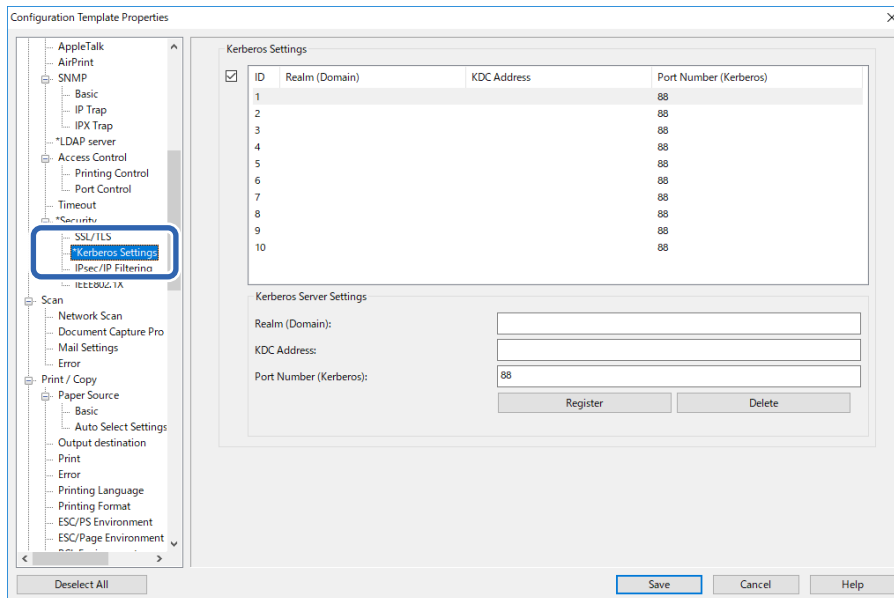 Configuration Template Properties
AppleTalk
AirPrint
SNMP
Basic
IP Trap
IPX Trap
*LDAP server
Access Control
Printing Control
Port Control
Timeout
*Security
SSL/TLS
*Kerberos Settings
IPsec/IP Filtering
IEEE802.1X
Scan
Network Scan
Document Capture Pro
Mail Settings
Error
Print / Copy
Paper Source
Basic
Auto Select Settings
Output destination
Print
Error
Printing Language
Printing Format
ESC/PS Environment
ESC/Page Environment
Kerberos Settings
ID Realm (Domain) KDC Address Port Number (Kerberos)
1 88
2 88
3 88
4 88
5 88
6 88
7 88
8 88
9 88
10 88
Kerberos Server Settings
Realm (Domain):
KDC Address:
Port Number (Kerberos): 88
Register Delete
Deselect All Save Cancel Help